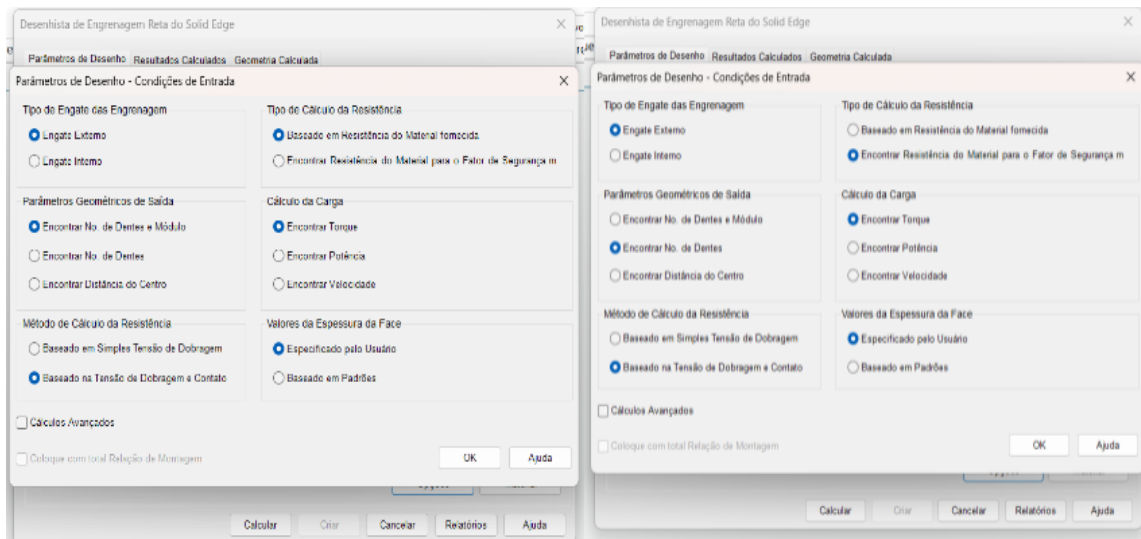 Desenhista de Engrenagem Reta do Solid Edge
Parâmetros de Desenho Resultados Calculados Geometria Calculada
Parâmetros de Desenho - Condições de Entrada
Tipo de Engate das Engrenagem
Engate Externo
Engate Interno
Tipo de Cálculo da Resistência
Baseado em Resistência do Material fornecida
Encontrar Resistência do Material para o Fator de Segurança m
Parâmetros Geométricos de Saída
Encontrar No. de Dentes e Módulo
Encontrar No. de Dentes
Encontrar Distância do Centro
Cálculo da Carga
Encontrar Torque
Encontrar Potência
Encontrar Velocidade
Método de Cálculo da Resistência
Baseado em Simples Tensão de Dobragem
Baseado na Tensão de Dobragem e Contato
Valores da Espessura da Face
Especificado pelo Usuário
Baseado em Padrões
Cálculos Avançados
Coloque com total Relação de Montagem
OK Ajuda
Calcular Criar Cancelar Relatórios Ajuda
Desenhista de Engrenagem Reta do Solid Edge
Parâmetros de Desenho Resultados Calculados Geometria Calculada
Parâmetros de Desenho - Condições de Entrada
Tipo de Engate das Engrenagem
Engate Externo
Engate Interno
Tipo de Cálculo da Resistência
Baseado em Resistência do Material fornecida
Encontrar Resistência do Material para o Fator de Segurança m
Parâmetros Geométricos de Saída
Encontrar No. de Dentes e Módulo
Encontrar No. de Dentes
Encontrar Distância do Centro
Cálculo da Carga
Encontrar Torque
Encontrar Potência
Encontrar Velocidade
Método de Cálculo da Resistência
Baseado em Simples Tensão de Dobragem
Baseado na Tensão de Dobragem e Contato
Valores da Espessura da Face
Especificado pelo Usuário
Baseado em Padrões
Cálculos Avançados
Coloque com total Relação de Montagem
OK Ajuda
Calcular Criar Cancelar Relatórios Ajuda